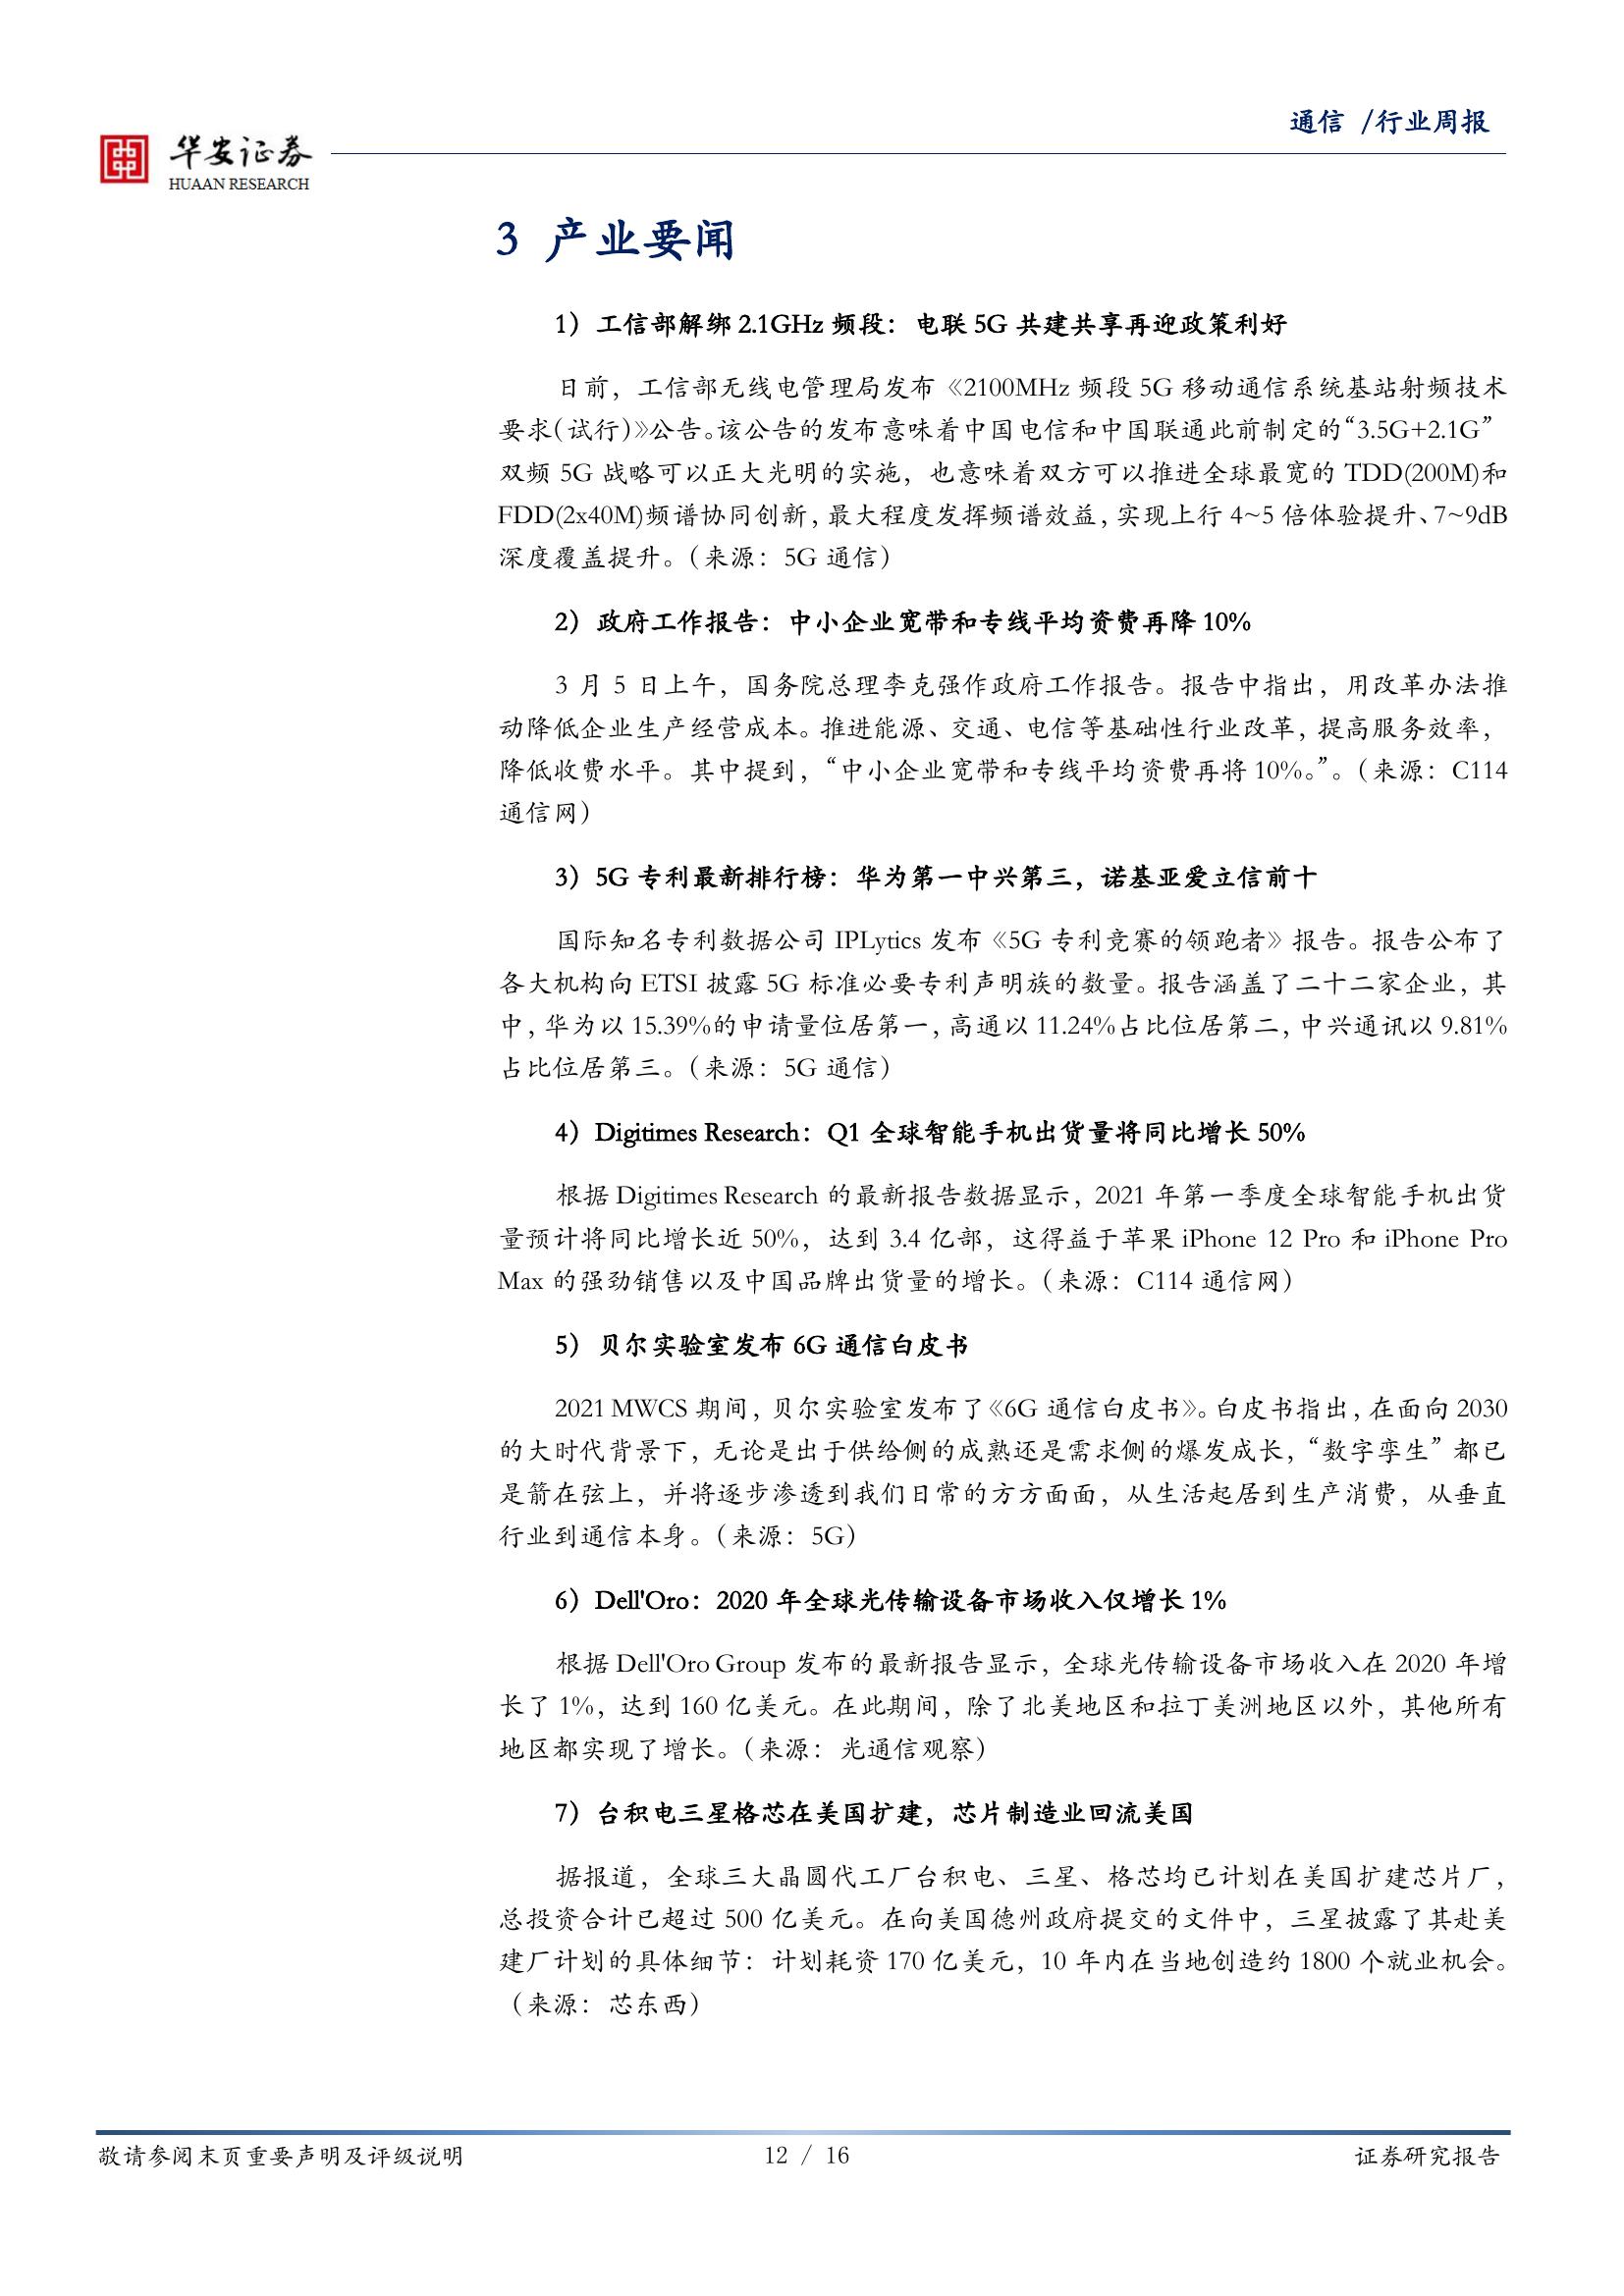 通信 /行业周报
华安证券
HUAAN RESEARCH
3 产业要闻
1）工信部解绑 2.1GHz 频段：电联 5G 共建共享再迎政策利好
日前，工信部无线电管理局发布《2100MHz 频段 5G 移动通信系统基站射频技术
要求(试行)》公告。该公告的发布意味着中国电信和中国联通此前制定的“3.5G+2.1G”
双频 5G 战略可以正大光明的实施，也意味着双方可以推进全球最宽的 TDD(200M)和
FDD(2x40M)频谱协同创新，最大程度发挥频谱效益，实现上行 4~5 倍体验提升、7~9dB
深度覆盖提升。（来源：5G 通信）
2）政府工作报告：中小企业宽带和专线平均资费再降 10%
3 月 5 日上午，国务院总理李克强作政府工作报告。报告中指出，用改革办法推
动降低企业生产经营成本。推进能源、交通、电信等基础性行业改革，提高服务效率，
降低收费水平。其中提到，“中小企业宽带和专线平均资费再将 10%。”。（来源：C114
通信网）
3）5G 专利最新排行榜：华为第一中兴第三，诺基亚爱立信前十
国际知名专利数据公司 IPLytics 发布《5G 专利竞赛的领跑者》报告。报告公布了
各大机构向 ETSI 披露 5G 标准必要专利声明族的数量。报告涵盖了二十二家企业，其
中，华为以 15.39%的申请量位居第一，高通以 11.24%占比位居第二，中兴通讯以 9.81%
占比位居第三。（来源：5G 通信）
4）Digitimes Research：Q1 全球智能手机出货量将同比增长 50%
根据 Digitimes Research 的最新报告数据显示，2021 年第一季度全球智能手机出货
量预计将同比增长近 50%，达到 3.4 亿部，这得益于苹果 iPhone 12 Pro 和 iPhone Pro
Max 的强劲销售以及中国品牌出货量的增长。（来源：C114 通信网）
5）贝尔实验室发布 6G 通信白皮书
2021 MWCS 期间，贝尔实验室发布了《6G 通信白皮书》。白皮书指出，在面向 2030
的大时代背景下，无论是出于供给侧的成熟还是需求侧的爆发成长，“数字孪生”都已
是箭在弦上，并将逐步渗透到我们日常的方方面面，从生活起居到生产消费，从垂直
行业到通信本身。（来源：5G）
6）Dell'Oro：2020 年全球光传输设备市场收入仅增长 1%
根据 Dell'Oro Group 发布的最新报告显示，全球光传输设备市场收入在 2020 年增
长了 1%，达到 160 亿美元。在此期间，除了北美地区和拉丁美洲地区以外，其他所有
地区都实现了增长。（来源：光通信观察）
7）台积电三星格芯在美国扩建，芯片制造业回流美国
据报道，全球三大晶圆代工厂台积电、三星、格芯均已计划在美国扩建芯片厂，
总投资合计已超过 500 亿美元。在向美国德州政府提交的文件中，三星披露了其赴美
建厂计划的具体细节：计划耗资 170 亿美元，10 年内在当地创造约 1800 个就业机会。
（来源：芯东西）
敬请参阅末页重要声明及评级说明
12 / 16
证券研究报告